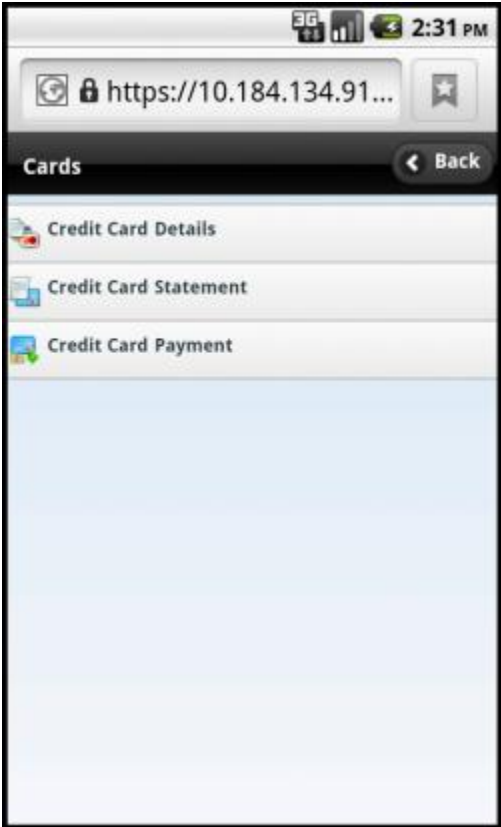 3G 2:31 PM
https://10.184.134.91...
Cards Back
Credit Card Details
Credit Card Statement
Credit Card Payment